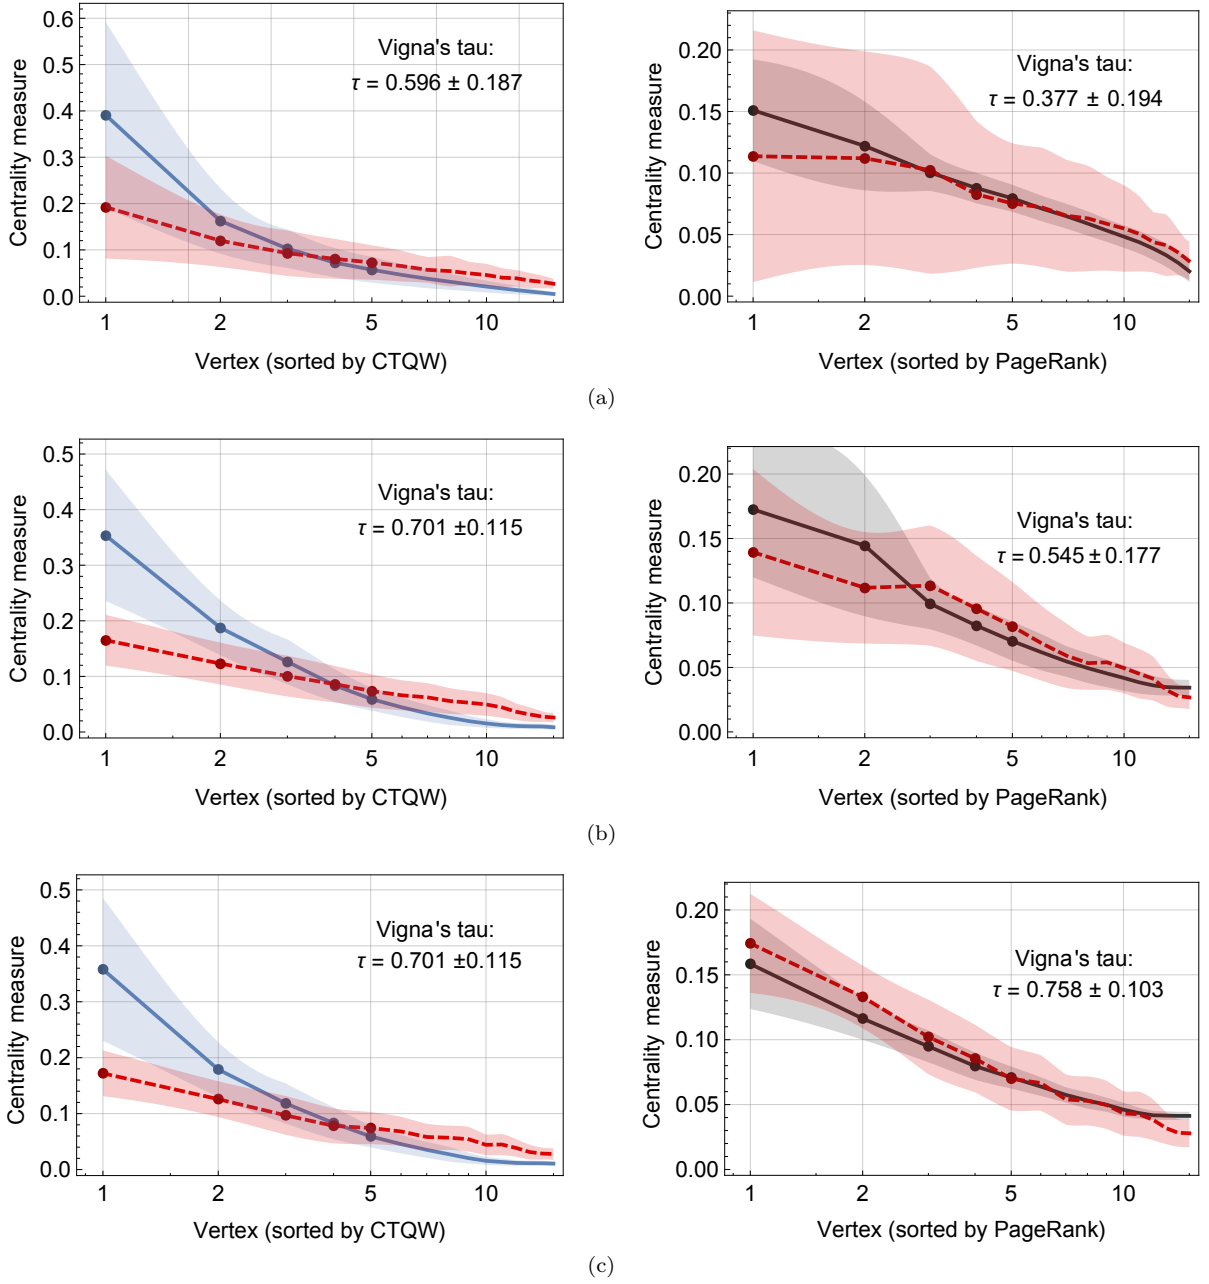 0.6
0.5
0.4
0.3
0.2
0.1
0.0
Centrality measure
Vigna's tau:
τ = 0.596 ± 0.187
1 2 5 10
Vertex (sorted by CTQW)
0.20
0.15
0.10
0.05
0.00
Centrality measure
Vigna's tau:
τ = 0.377 ± 0.194
1 2 5 10
Vertex (sorted by PageRank)
(a)
0.5
0.4
0.3
0.2
0.1
0.0
Centrality measure
Vigna's tau:
τ = 0.701 ±0.115
1 2 5 10
Vertex (sorted by CTQW)
0.20
0.15
0.10
0.05
0.00
Centrality measure
Vigna's tau:
τ = 0.545 ± 0.177
1 2 5 10
Vertex (sorted by PageRank)
(b)
0.5
0.4
0.3
0.2
0.1
0.0
Centrality measure
Vigna's tau:
τ = 0.701 ±0.115
1 2 5 10
Vertex (sorted by CTQW)
0.20
0.15
0.10
0.05
0.00
Centrality measure
Vigna's tau:
τ = 0.758 ± 0.103
1 2 5 10
Vertex (sorted by PageRank)
(c)